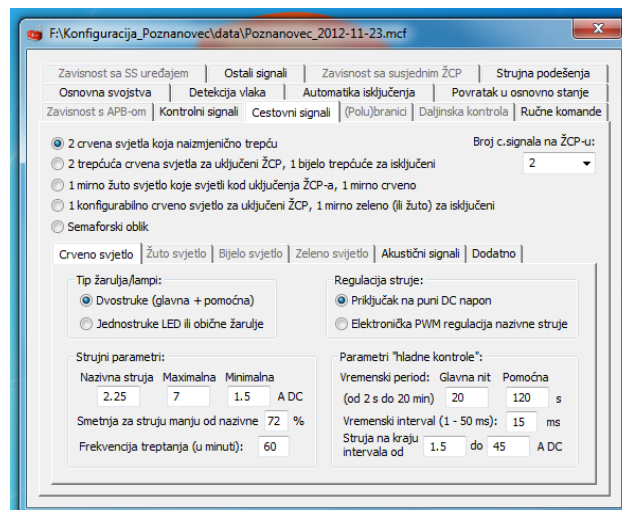 F:\Konfiguracija_Poznanovec\data\Poznanovec_2012-11-23.mcf
Zavisnost sa SS uređajem Ostali signali Zavisnost sa susjednim ŽCP Strujna podešenja
Osnovna svojstva Detekcija vlaka Automatika isključenja Povratak u osnovno stanje
Zavisnost s APB-om Kontrolni signali Cestovni signali (Polu)branici Daljinska kontrola Ručne komande
2 crvena svjetla koja naizmjenično trepću Broj c.signala na ŽCP-u:
2 trepćuća crvena svjetla za uključeni ŽCP, 1 bijelo trepćuće za isključeni 2
1 mirno žuto svjetlo koje svjetli kod uključenja ŽCP-a, 1 mirno crveno
1 konfigurabilno crveno svjetlo za uključeni ŽCP, 1 mirno zeleno (ili žuto) za isključeni
Semaforski oblik
Crveno svjetlo Žuto svjetlo Bijelo svjetlo Zeleno svijetlo Akustični signali Dodatno
Tip žarulja/lampi: Regulacija struje:
Dvostruke (glavna + pomoćna) Priključak na puni DC napon
Jednostruke LED ili obične žarulje Elektronička PWM regulacija nazivne struje
Strujni parametri: Parametri "hladne kontrole":
Nazivna struja Maximalna Minimalna Vremenski period: Glavna nit Pomoćna
2.25 7 1.5 A DC (od 2 s do 20 min) 20 120 s
Smetnja za struju manju od nazivne 72 % Vremenski interval (1 - 50 ms): 15 ms
Frekvencija treptanja (u minuti): 60 Struja na kraju intervala od 1.5 do 45 A DC